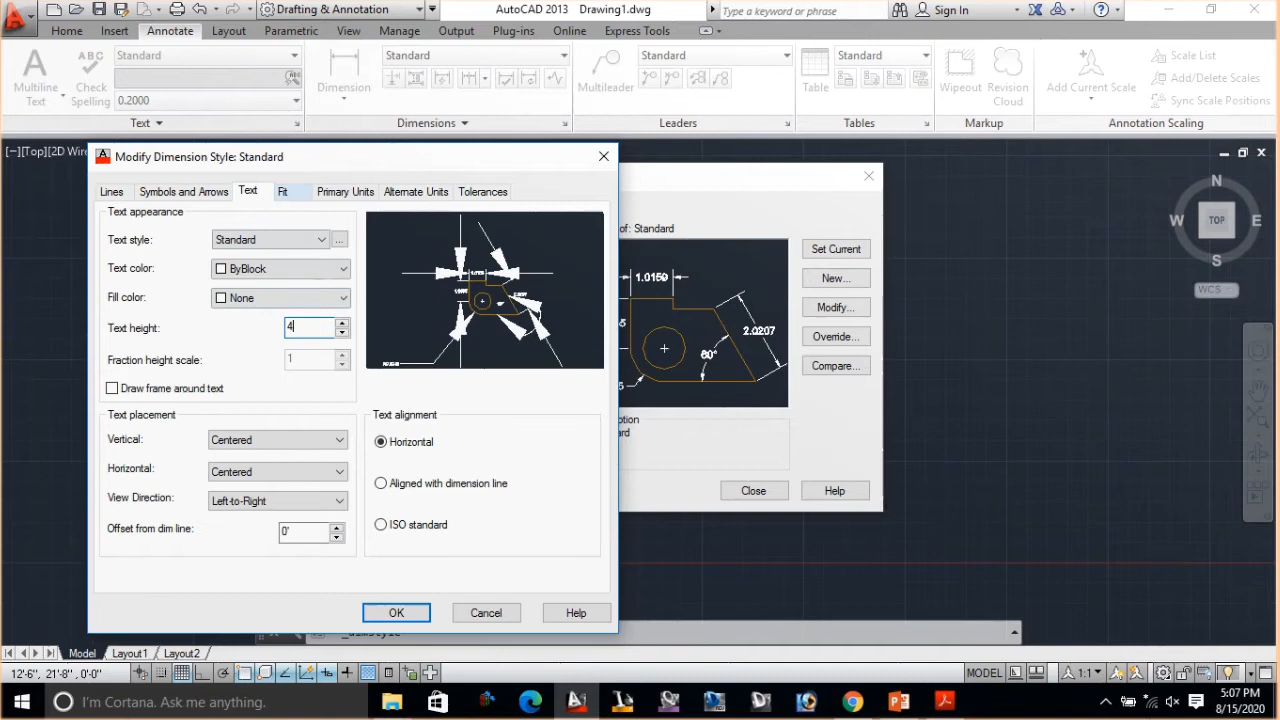 Drafting & Annotation
AutoCAD 2013 Drawing1.dwg
Type a keyword or phrase
Sign In
Home Insert Annotate Layout Parametric View Manage Output Plug-ins Online Express Tools
Standard
Standard
Standard
Standard
Scale List
Multiline Text
Check Spelling
Dimension
Multileader
Table
Wipeout
Revision Cloud
Add Current Scale
Add/Delete Scales
Sync Scale Positions
0.2000
Text
Dimensions
Leaders
Tables
Markup
Annotation Scaling
[−][Top][2D Wire
Modify Dimension Style: Standard
Lines Symbols and Arrows Text Fit Primary Units Alternate Units Tolerances
Text appearance
Text style: Standard ...
Text color: ByBlock
Fill color: None
Text height: 4
Fraction height scale: 1
Draw frame around text
Text placement
Vertical: Centered
Horizontal: Centered
View Direction: Left-to-Right
Offset from dim line: 0'
Text alignment
Horizontal
Aligned with dimension line
ISO standard
OK Cancel Help
of: Standard
1.0159
2.0207
60°
Set Current
New...
Modify...
Override...
Compare...
ption
ard
Close Help
N
W TOP E
S
WCS
_dimstyle
Model Layout1 Layout2
12'-6", 21'-8", 0'-0"
MODEL
1:1
I'm Cortana. Ask me anything.
5:07 PM
8/15/2020